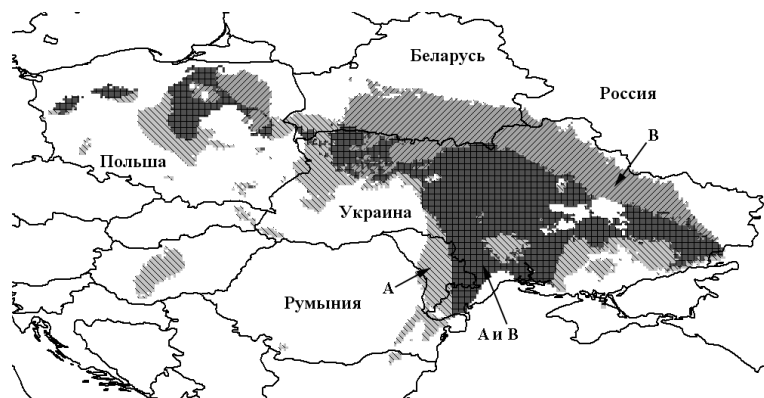 Беларусь
Россия
В
Польша
Украина
А
Румыния
А и В